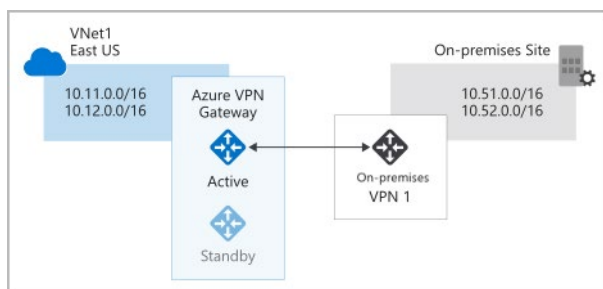 VNet1
East US
10.11.0.0/16
10.12.0.0/16
Azure VPN
Gateway
Active
Standby
On-premises Site
10.51.0.0/16
10.52.0.0/16
On-premises
VPN 1